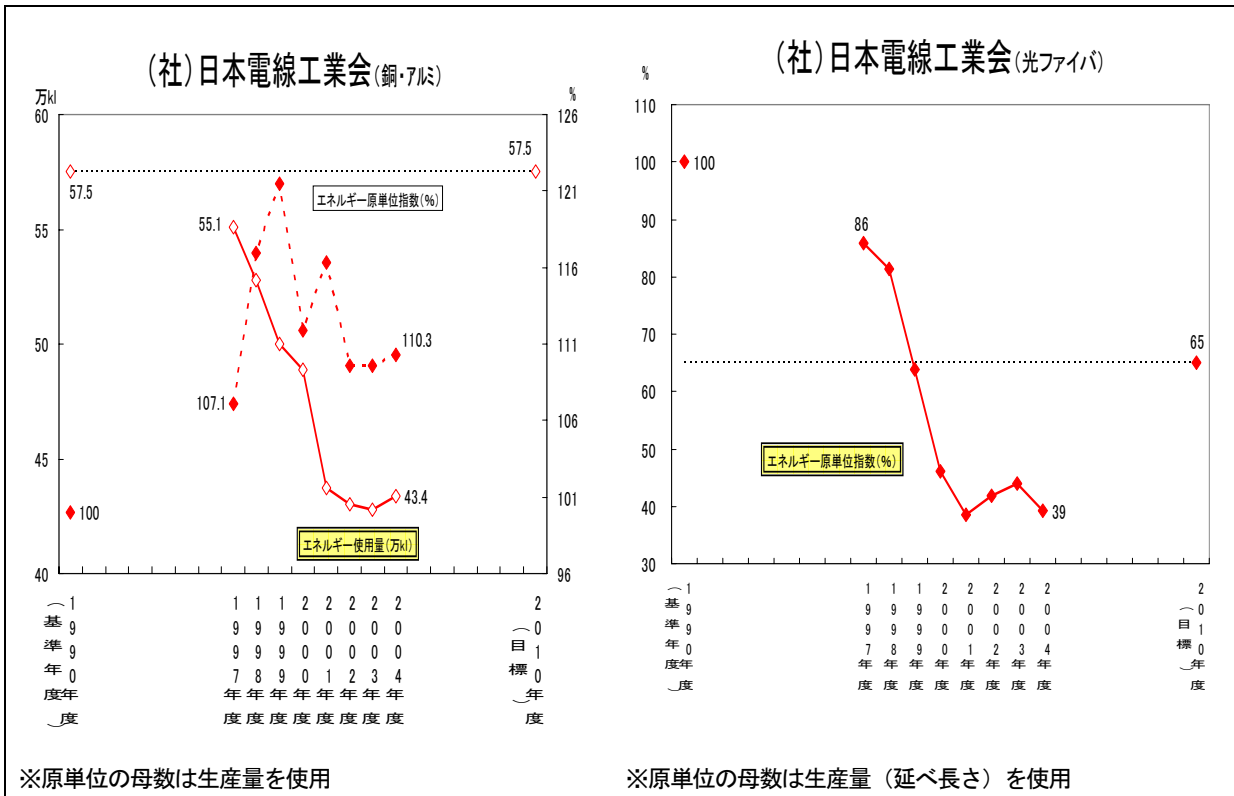 (社)日本電線工業会(銅・アルミ)
万kl
%
60
55
50
45
40
126
121
116
111
106
101
96
57.5
57.5
エネルギー原単位指数(%)
55.1
107.1
110.3
43.4
100
エネルギー使用量(万kl)
1990年度
(基準年度)
1997年度
1998年度
1999年度
2000年度
2001年度
2002年度
2003年度
2004年度
2010年度
(目標)
※原単位の母数は生産量を使用
(社)日本電線工業会(光ファイバ)
%
110
100
90
80
70
60
50
40
30
100
86
65
エネルギー原単位指数(%)
39
1990年度
(基準年度)
1997年度
1998年度
1999年度
2000年度
2001年度
2002年度
2003年度
2004年度
2010年度
(目標)
※原単位の母数は生産量(延べ長さ)を使用